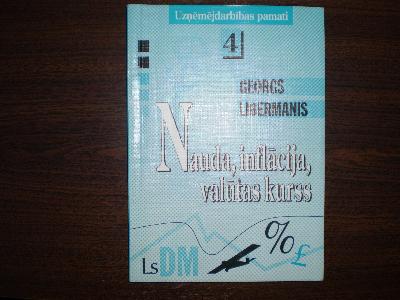 Uzņēmējdarbības pamati
4
GEORGS
LIBERMANIS
Nauda, inflācija,
valūtas kurss
%
Ls DM £